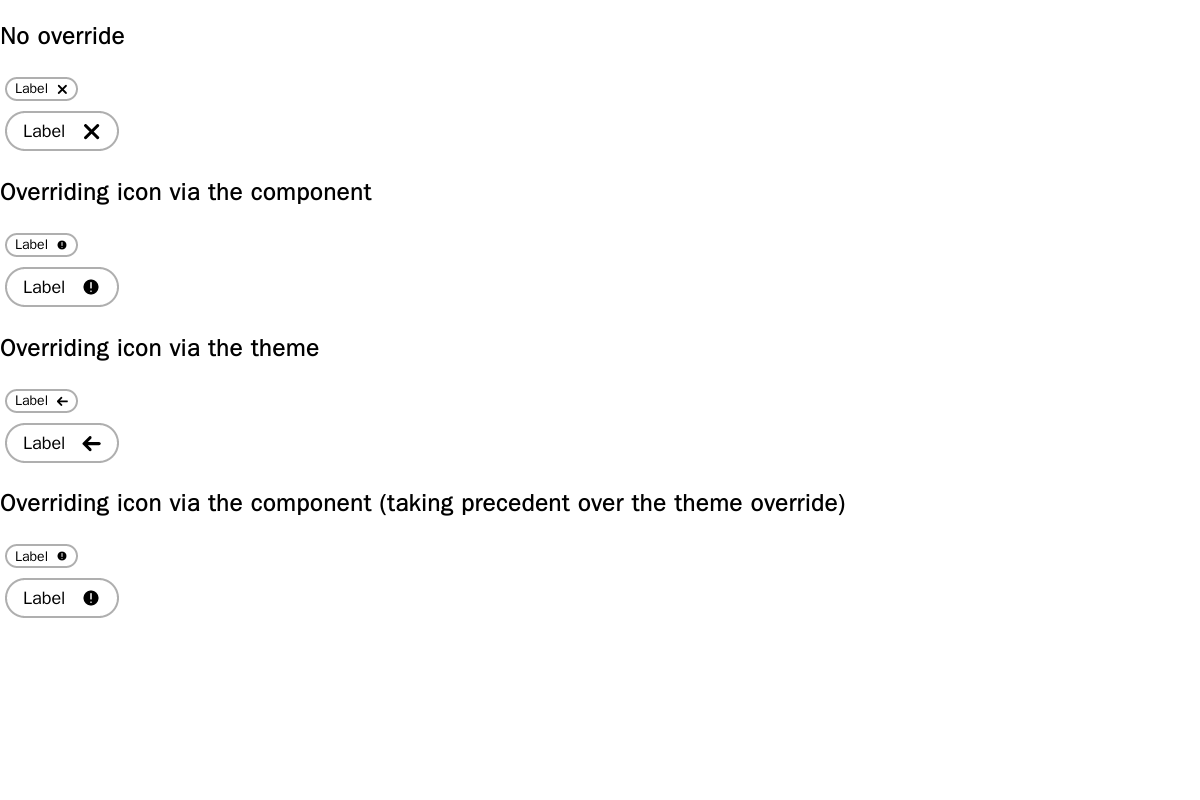 No override
Label
Label
Overriding icon via the component
Label
Label
Overriding icon via the theme
Label
Label
Overriding icon via the component (taking precedent over the theme override)
Label
Label